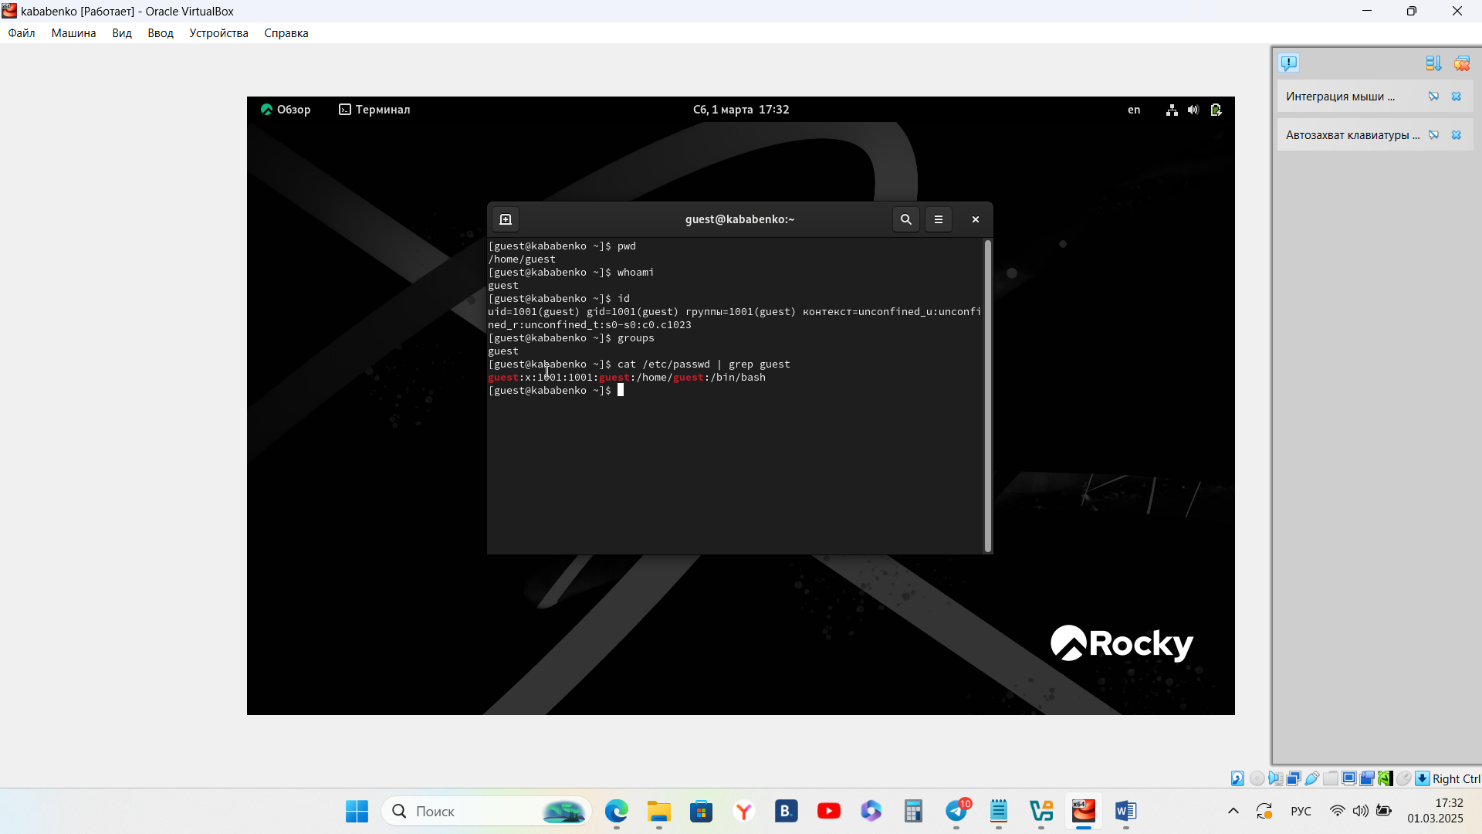 kababenko [Работает] - Oracle VirtualBox
Файл Машина Вид Ввод Устройства Справка
Интеграция мыши ...
Автозахват клавиатуры ...
Обзор Терминал Сб, 1 марта 17:32 en
guest@kababenko:~
[guest@kababenko ~]$ pwd
/home/guest
[guest@kababenko ~]$ whoami
guest
[guest@kababenko ~]$ id
uid=1001(guest) gid=1001(guest) группы=1001(guest) контекст=unconfined_u:unconfi
ned_r:unconfined_t:s0-s0:c0.c1023
[guest@kababenko ~]$ groups
guest
[guest@kababenko ~]$ cat /etc/passwd | grep guest
guest:x:1001:1001:guest:/home/guest:/bin/bash
[guest@kababenko ~]$
Rocky
Right Ctrl
Поиск
B.
10
x64
W
РУС
17:32
01.03.2025